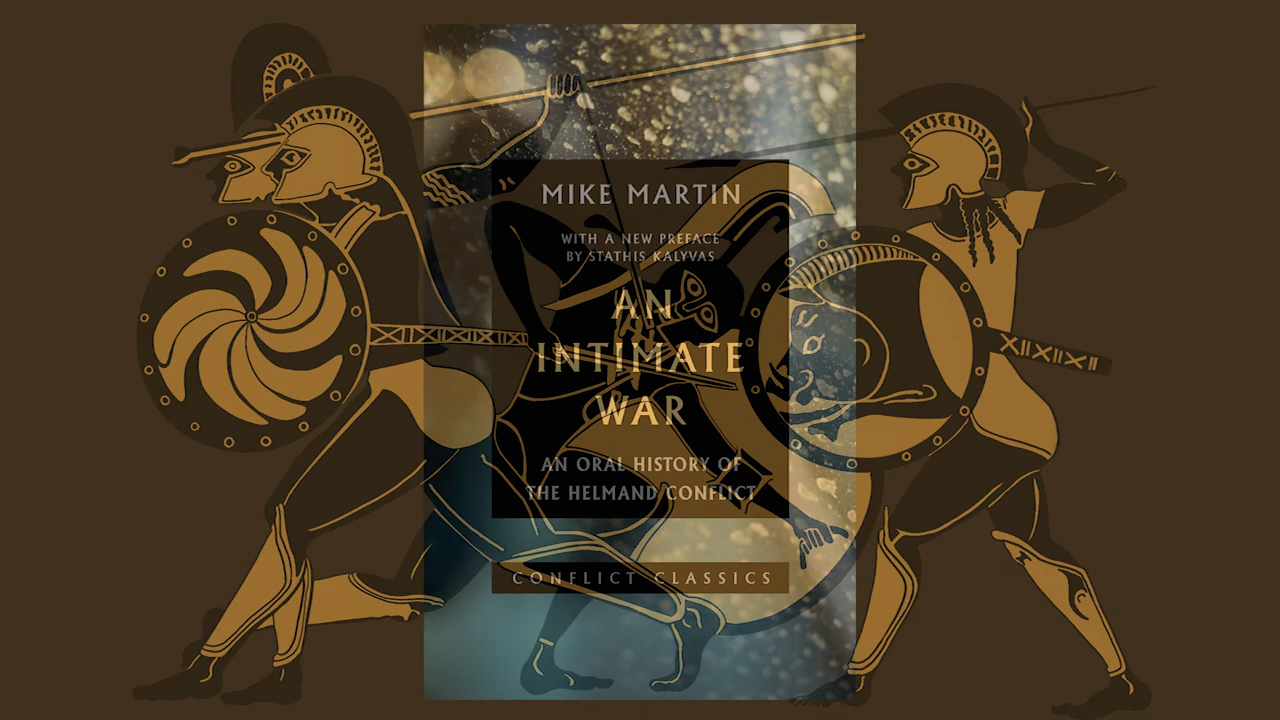 MIKE MARTIN
WITH A NEW PREFACE
BY STATHIS KALYVAS
AN
INTIMATE
WAR
AN ORAL HISTORY OF
THE HELMAND CONFLICT
CONFLICT CLASSICS